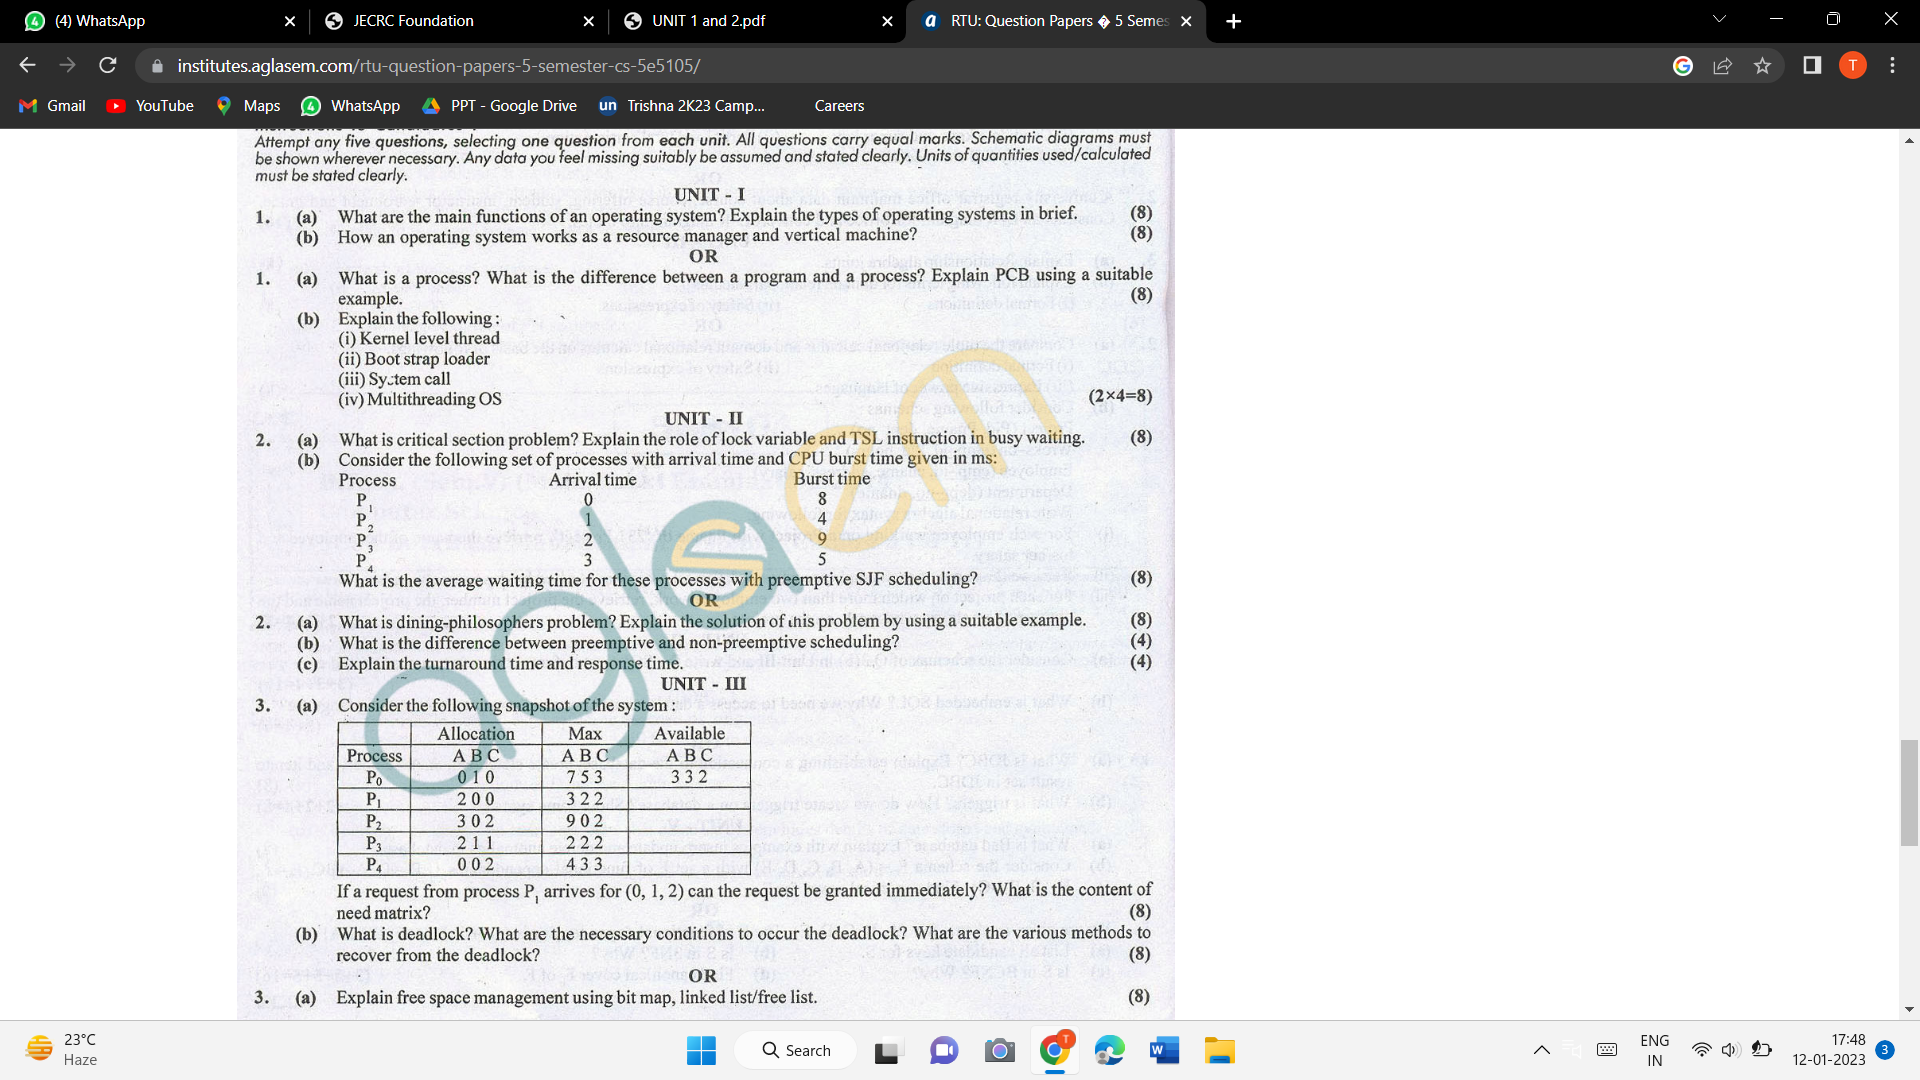 (4) WhatsApp
JECRC Foundation
UNIT 1 and 2.pdf
RTU: Question Papers � 5 Semes
institutes.aglasem.com/rtu-question-papers-5-semester-cs-5e5105/
Gmail YouTube Maps WhatsApp PPT - Google Drive Trishna 2K23 Camp... Careers
Attempt any five questions, selecting one question from each unit. All questions carry equal marks. Schematic diagrams must
be shown wherever necessary. Any data you feel missing suitably be assumed and stated clearly. Units of quantities used/calculated
must be stated clearly.
UNIT - I
1. (a) What are the main functions of an operating system? Explain the types of operating systems in brief. (8)
(b) How an operating system works as a resource manager and vertical machine? (8)
OR
1. (a) What is a process? What is the difference between a program and a process? Explain PCB using a suitable
example. (8)
(b) Explain the following :
(i) Kernel level thread
(ii) Boot strap loader
(iii) System call
(iv) Multithreading OS (2×4=8)
UNIT - II
2. (a) What is critical section problem? Explain the role of lock variable and TSL instruction in busy waiting. (8)
(b) Consider the following set of processes with arrival time and CPU burst time given in ms:
Process Arrival time Burst time
P1 0 8
P2 1 4
P3 2 9
P4 3 5
What is the average waiting time for these processes with preemptive SJF scheduling? (8)
OR
2. (a) What is dining-philosophers problem? Explain the solution of this problem by using a suitable example. (8)
(b) What is the difference between preemptive and non-preemptive scheduling? (4)
(c) Explain the turnaround time and response time. (4)
UNIT - III
3. (a) Consider the following snapshot of the system :
Allocation Max Available
Process A B C A B C A B C
P0 0 1 0 7 5 3 3 3 2
P1 2 0 0 3 2 2
P2 3 0 2 9 0 2
P3 2 1 1 2 2 2
P4 0 0 2 4 3 3
If a request from process P1 arrives for (0, 1, 2) can the request be granted immediately? What is the content of
need matrix? (8)
(b) What is deadlock? What are the necessary conditions to occur the deadlock? What are the various methods to
recover from the deadlock? (8)
OR
3. (a) Explain free space management using bit map, linked list/free list. (8)
aglasem
23°C
Haze
Search
ENG
IN
17:48
12-01-2023
3